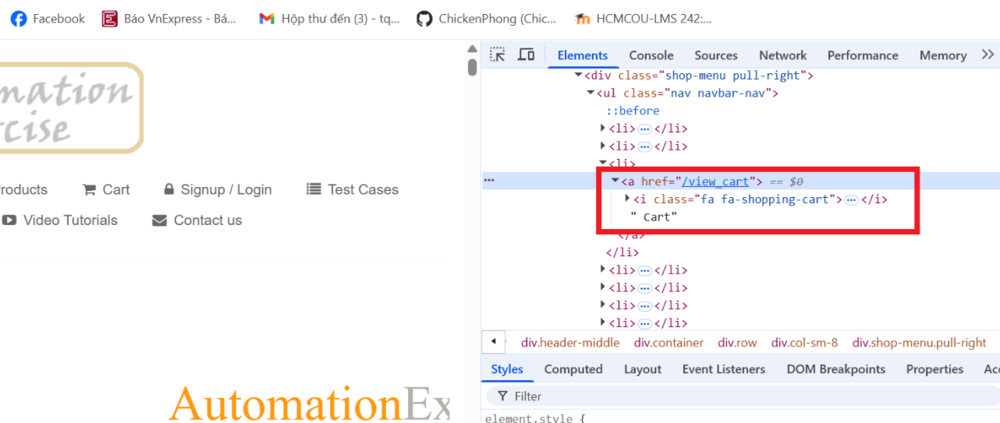 Facebook
Báo VnExpress - Bá...
Hộp thư đến (3) - tq...
ChickenPhong (Chic...
HCMCOU-LMS 242:...
mation
rcise
roducts
Cart
Signup / Login
Test Cases
Video Tutorials
Contact us
AutomationEx
Elements Console Sources Network Performance Memory
<div class="shop-menu pull-right">
<ul class="nav navbar-nav">
::before
<li>…</li>
<li>…</li>
<li>
<a href="/view_cart"> == $0
<i class="fa fa-shopping-cart">…</i>
" Cart"
</a>
</li>
<li>…</li>
<li>…</li>
<li>…</li>
<li>…</li>
div.header-middle div.container div.row div.col-sm-8 div.shop-menu.pull-right
Styles Computed Layout Event Listeners DOM Breakpoints Properties Acc
Filter
element.style {